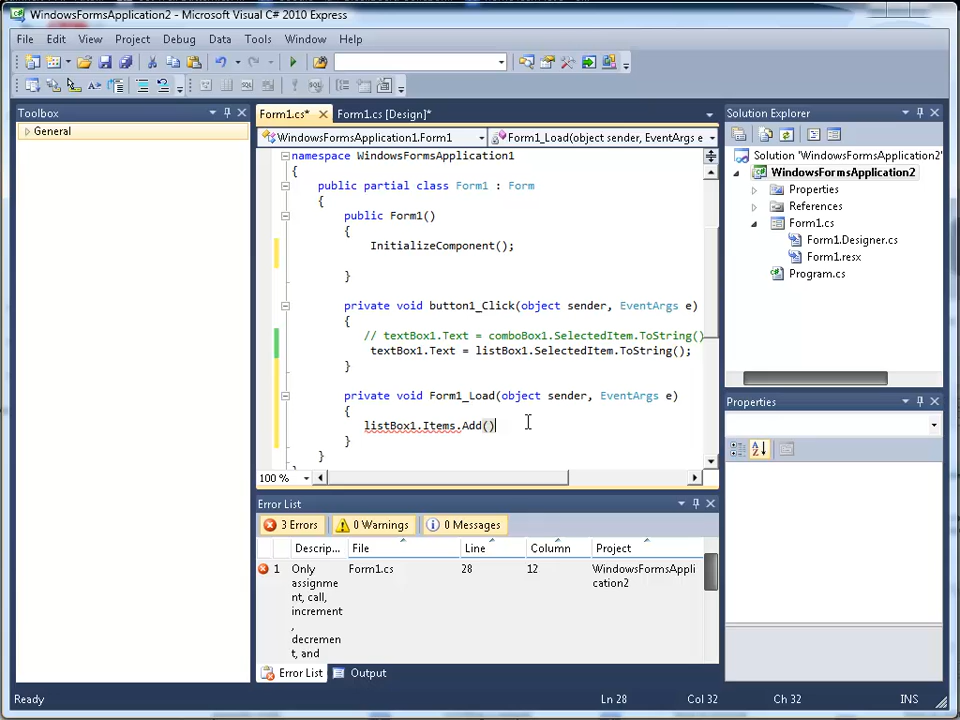 WindowsFormsApplication2 - Microsoft Visual C# 2010 Express
File Edit View Project Debug Data Tools Window Help
Toolbox
General
Form1.cs*
Form1.cs [Design]*
WindowsFormsApplication1.Form1
Form1_Load(object sender, EventArgs e
namespace WindowsFormsApplication1
{
public partial class Form1 : Form
{
public Form1()
{
InitializeComponent();
}
private void button1_Click(object sender, EventArgs e)
{
// textBox1.Text = comboBox1.SelectedItem.ToString()
textBox1.Text = listBox1.SelectedItem.ToString();
}
private void Form1_Load(object sender, EventArgs e)
{
listBox1.Items.Add()
}
}
100 %
Solution Explorer
Solution 'WindowsFormsApplication2'
WindowsFormsApplication2
Properties
References
Form1.cs
Form1.Designer.cs
Form1.resx
Program.cs
Properties
Error List
3 Errors
0 Warnings
0 Messages
Descrip... File Line Column Project
1 Only assignme Form1.cs 28 12 WindowsFormsAppli
nt, call, cation2
increment
,
decremen
t, and
Error List
Output
Ready
Ln 28
Col 32
Ch 32
INS